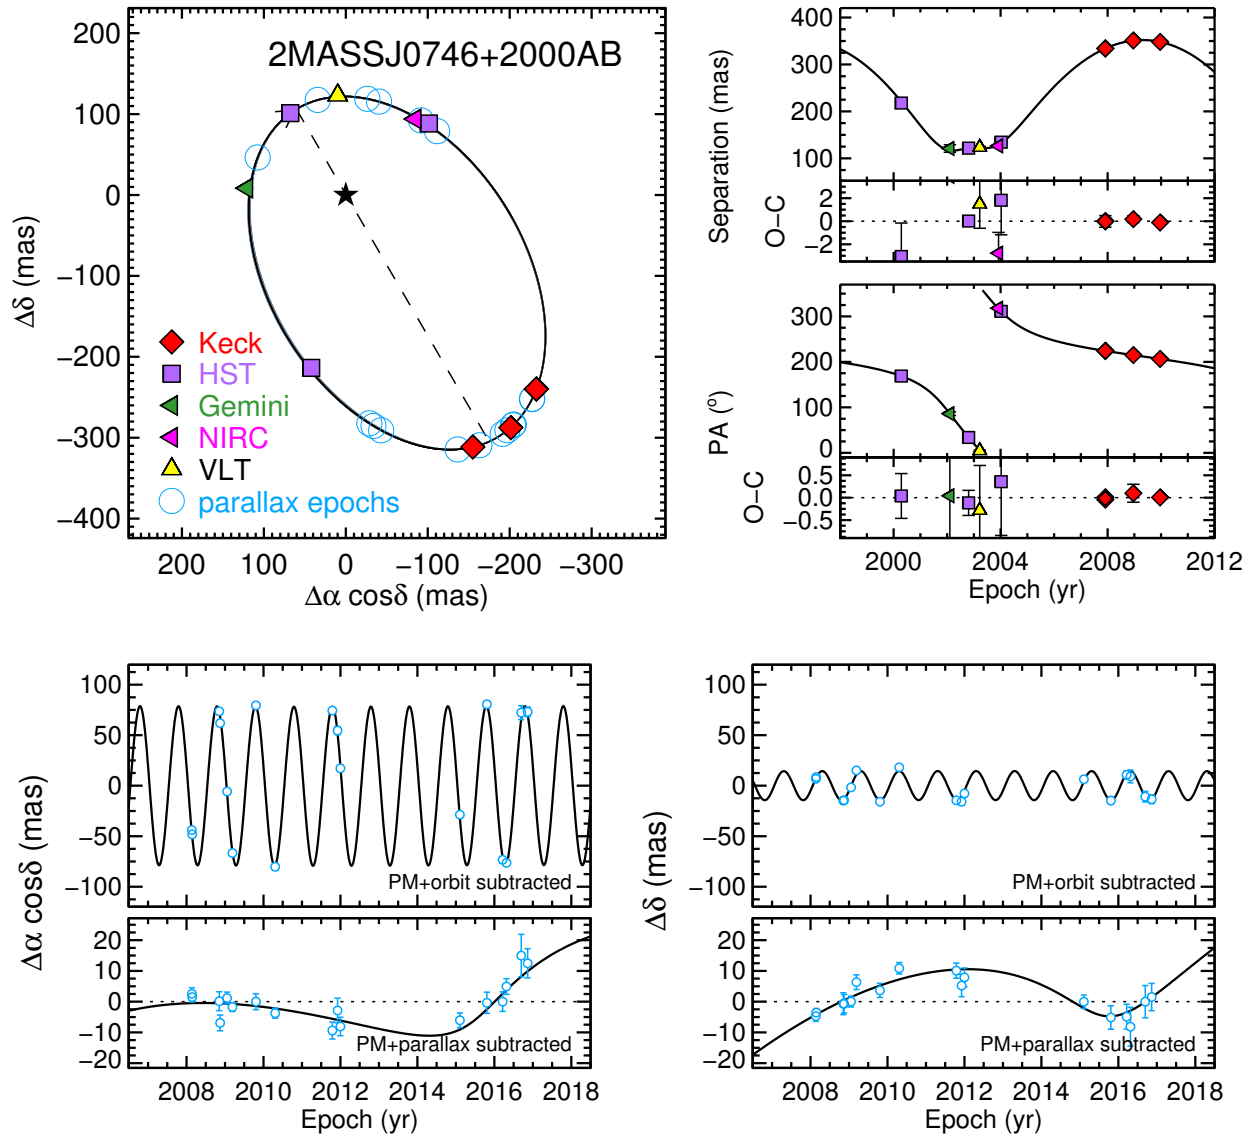 2MASSJ0746+2000AB
200
100
0
−100
−200
−300
−400
Δδ (mas)
Keck
HST
Gemini
NIRC
VLT
parallax epochs
200 100 0 −100 −200 −300
Δα cosδ (mas)
400
300
200
100
Separation (mas)
2
0
−2
O−C
300
200
100
0
PA (°)
0.5
0.0
−0.5
O−C
2000 2004 2008 2012
Epoch (yr)
100
50
0
−50
−100
PM+orbit subtracted
Δα cosδ (mas)
20
10
0
−10
−20
PM+parallax subtracted
2008 2010 2012 2014 2016 2018
Epoch (yr)
100
50
0
−50
−100
PM+orbit subtracted
Δδ (mas)
20
10
0
−10
−20
PM+parallax subtracted
2008 2010 2012 2014 2016 2018
Epoch (yr)